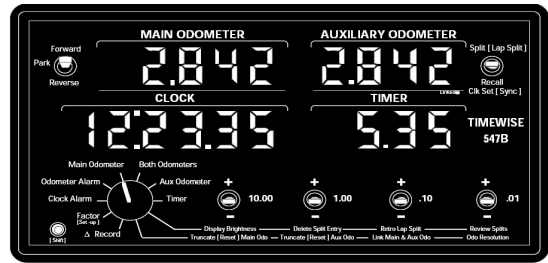 MAIN ODOMETER AUXILIARY ODOMETER
Forward
Park
Reverse
2.842 2.842
Split [ Lap Split ]
Recall
Clk Set [ Sync ]
Linked
CLOCK TIMER
12:23.35 5.35
TIMEWISE
547B
Main Odometer Both Odometers
Odometer Alarm Aux Odometer
Clock Alarm Timer
Factor
[Set -up ]
Δ Record
[ Shift]
+ + + +
10.00 1.00 .10 .01
– – – –
Display Brightness Delete Split Entry Retro Lap Split Review Splits
Truncate [ Reset ] Main Odo Truncate [ Reset ] Aux Odo Link Main & Aux Odo Odo Resolution